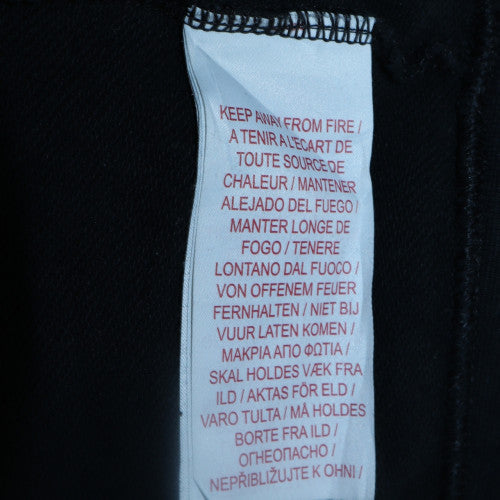 KEEP AWAY FROM FIRE /
A TENIR A L'ECART DE
TOUTE SOURCE DE
CHALEUR / MANTENER
ALEJADO DEL FUEGO /
MANTER LONGE DE
FOGO / TENERE
LONTANO DAL FUOCO /
VON OFFENEM FEUER
FERNHALTEN / NIET BIJ
VUUR LATEN KOMEN /
ΜΑΚΡΙΑ ΑΠΟ ΦΩΤΙΑ /
SKAL HOLDES VÆK FRA
ILD / AKTAS FÖR ELD /
VARO TULTA / MÅ HOLDES
BORTE FRA ILD /
ОГНЕОПАСНО /
NEPŘIBLIŽUJTE K OHNI /